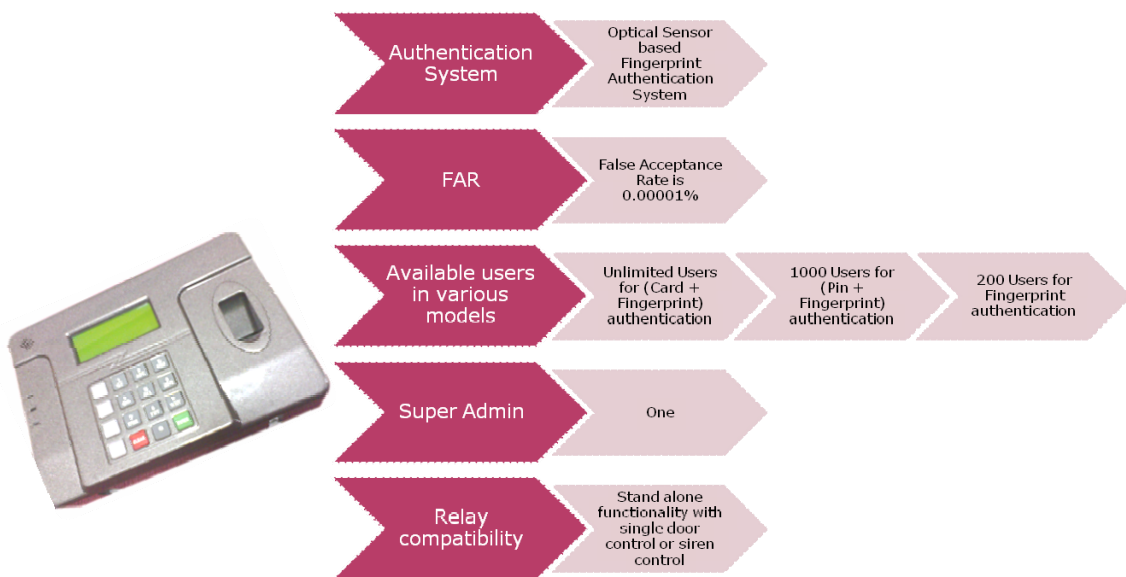 Authentication
System
Optical Sensor
based
Fingerprint
Authentication
System
FAR
False Acceptance
Rate is
0.00001%
Available users
in various
models
Unlimited Users
for (Card +
Fingerprint)
authentication
1000 Users for
(Pin +
Fingerprint)
authentication
200 Users for
Fingerprint
authentication
Super Admin
One
Relay
compatibility
Stand alone
functionality with
single door
control or siren
control